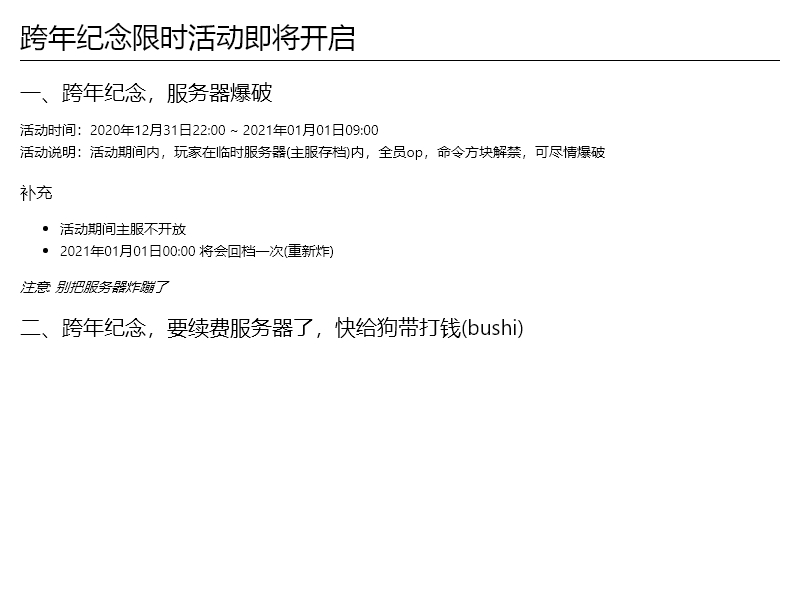 跨年纪念限时活动即将开启
一、跨年纪念，服务器爆破
活动时间：2020年12月31日22:00 ~ 2021年01月01日09:00
活动说明：活动期间内，玩家在临时服务器(主服存档)内，全员op，命令方块解禁，可尽情爆破
补充
活动期间主服不开放
2021年01月01日00:00 将会回档一次(重新炸)
注意: 别把服务器炸蹦了
二、跨年纪念，要续费服务器了，快给狗带打钱(bushi)